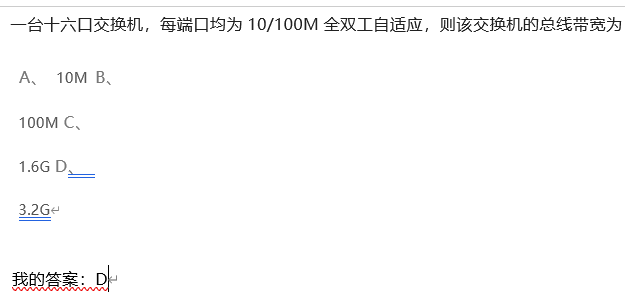 一台十六口交换机，每端口均为 10/100M 全双工自适应，则该交换机的总线带宽为
A、 10M B、
100M C、
1.6G D、
3.2G↵
我的答案：D↵